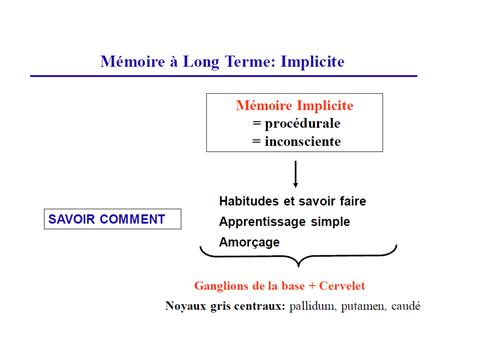 Mémoire à Long Terme: Implicite
Mémoire Implicite
= procédurale
= inconsciente
Habitudes et savoir faire
SAVOIR COMMENT
Apprentissage simple
Amorçage
Ganglions de la base + Cervelet
Noyaux gris centraux: pallidum, putamen, caudé